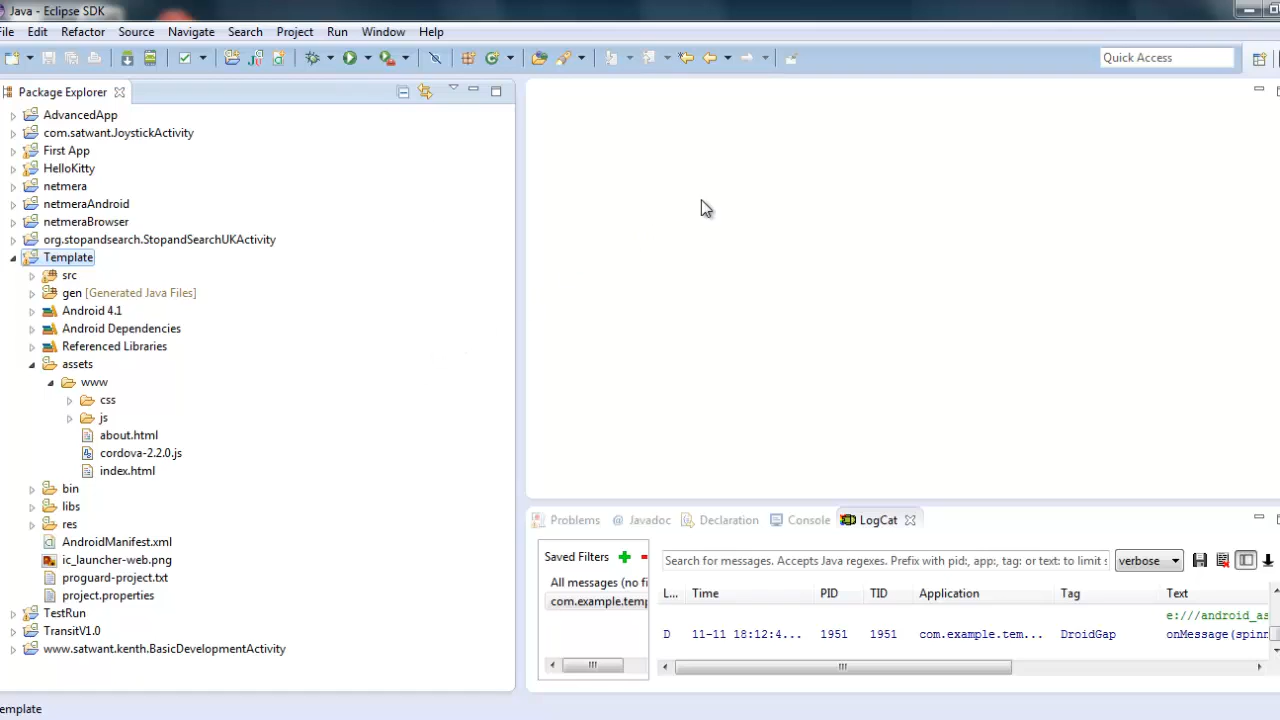 Java - Eclipse SDK
File Edit Refactor Source Navigate Search Project Run Window Help
Quick Access
Package Explorer
AdvancedApp
com.satwant.JoystickActivity
First App
HelloKitty
netmera
netmeraAndroid
netmeraBrowser
org.stopandsearch.StopandSearchUKActivity
Template
src
gen [Generated Java Files]
Android 4.1
Android Dependencies
Referenced Libraries
assets
www
css
js
about.html
cordova-2.2.0.js
index.html
bin
libs
res
AndroidManifest.xml
ic_launcher-web.png
proguard-project.txt
project.properties
TestRun
TransitV1.0
www.satwant.kenth.BasicDevelopmentActivity
Problems @ Javadoc Declaration Console LogCat
Saved Filters
All messages (no fi
com.example.temp
Search for messages. Accepts Java regexes. Prefix with pid:, app:, tag: or text: to limit s
verbose
L... Time PID TID Application Tag Text
e:///android_as
D 11-11 18:12:4... 1951 1951 com.example.tem... DroidGap onMessage(spinn
emplate